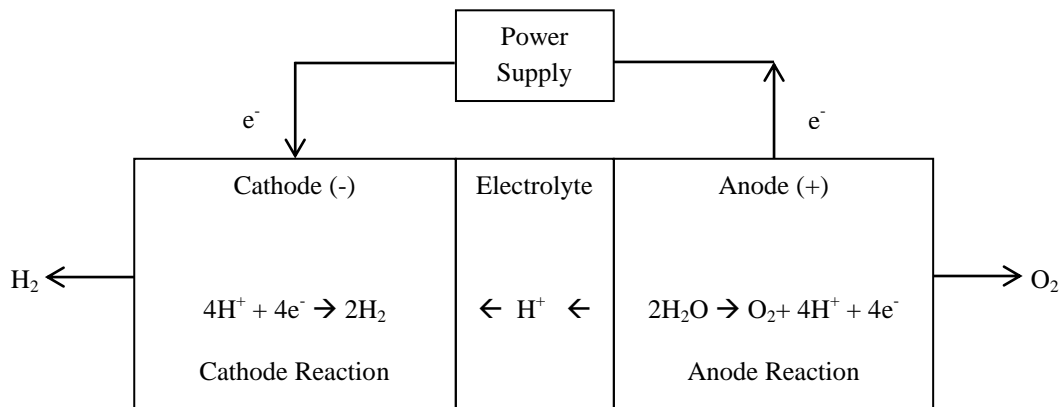 Power
Supply
e⁻ e⁻
Cathode (-) Electrolyte Anode (+)
H₂ O₂
4H⁺ + 4e⁻ → 2H₂ ← H⁺ ← 2H₂O → O₂+ 4H⁺ + 4e⁻
Cathode Reaction Anode Reaction